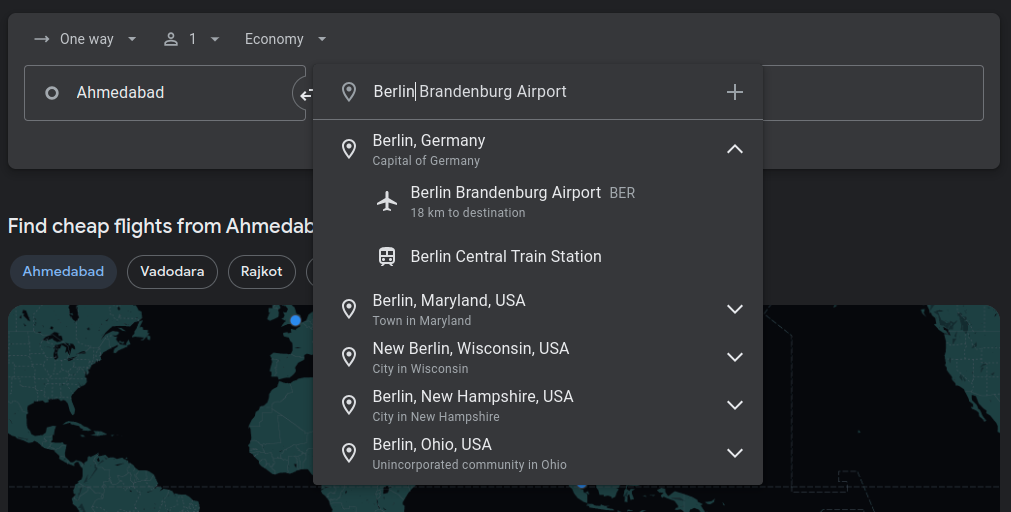 One way
1
Economy
Ahmedabad
Berlin Brandenburg Airport
Berlin, Germany
Capital of Germany
Berlin Brandenburg Airport BER
18 km to destination
Berlin Central Train Station
Berlin, Maryland, USA
Town in Maryland
New Berlin, Wisconsin, USA
City in Wisconsin
Berlin, New Hampshire, USA
City in New Hampshire
Berlin, Ohio, USA
Unincorporated community in Ohio
Find cheap flights from Ahmedab
Ahmedabad
Vadodara
Rajkot